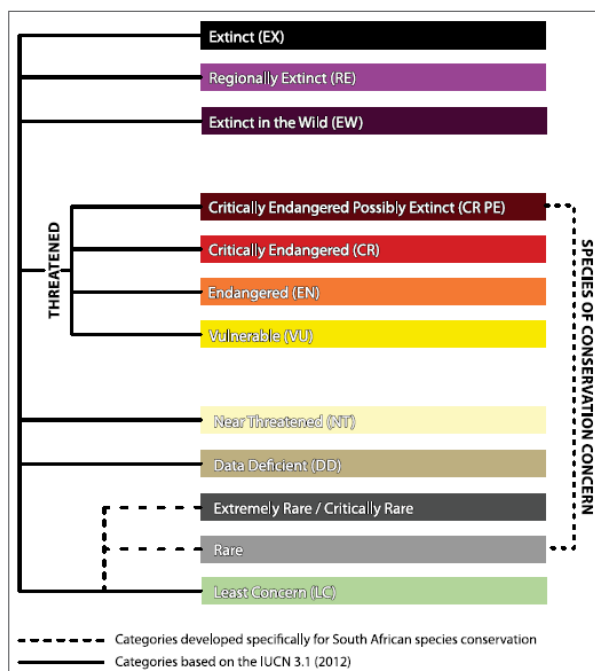 Extinct (EX)
Regionally Extinct (RE)
Extinct in the Wild (EW)
THREATENED
Critically Endangered Possibly Extinct (CR PE)
Critically Endangered (CR)
Endangered (EN)
Vulnerable (VU)
SPECIES OF CONSERVATION CONCERN
Near Threatened (NT)
Data Deficient (DD)
Extremely Rare / Critically Rare
Rare
Least Concern (LC)
Categories developed specifically for South African species conservation
Categories based on the IUCN 3.1 (2012)